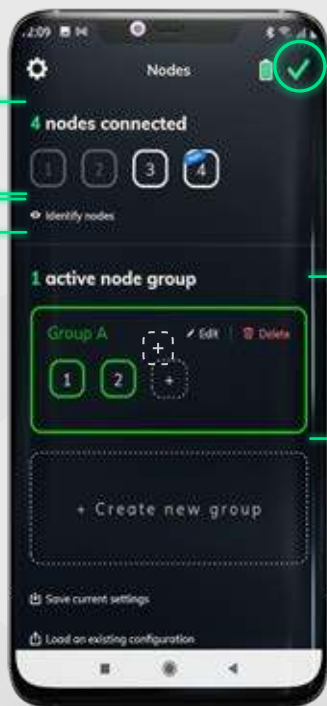 2:09
Nodes
4 nodes connected
1 2 3 4
Identify nodes
1 active node group
Group A Edit Delete
1 2 +
+ Create new group
Save current settings
Load an existing configuration